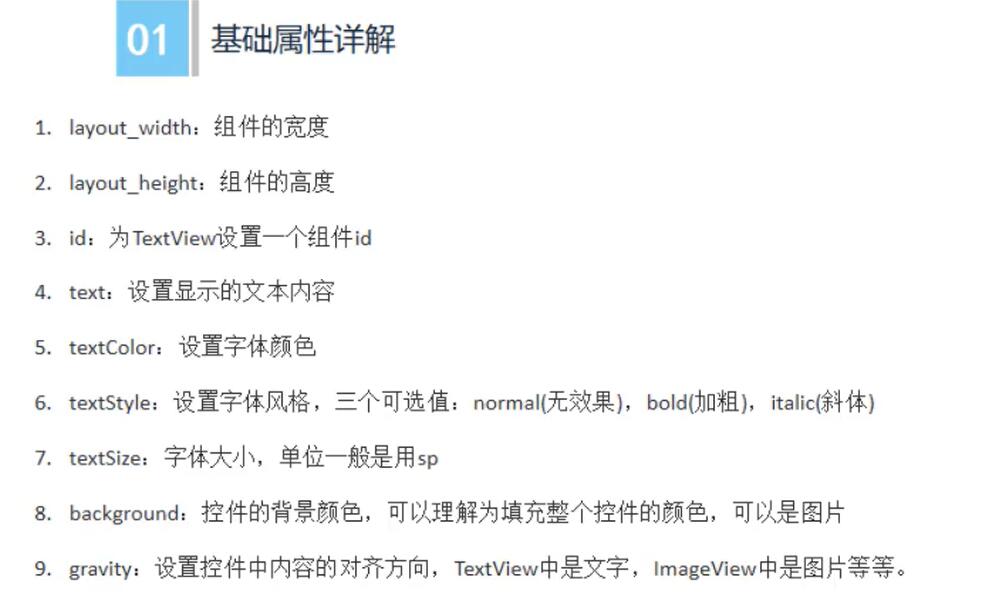 01 基础属性详解
1. layout_width：组件的宽度
2. layout_height：组件的高度
3. id：为TextView设置一个组件id
4. text：设置显示的文本内容
5. textColor：设置字体颜色
6. textStyle：设置字体风格，三个可选值：normal(无效果)，bold(加粗)，italic(斜体)
7. textSize：字体大小，单位一般是用sp
8. background：控件的背景颜色，可以理解为填充整个控件的颜色，可以是图片
9. gravity：设置控件中内容的对齐方向，TextView中是文字，ImageView中是图片等等。